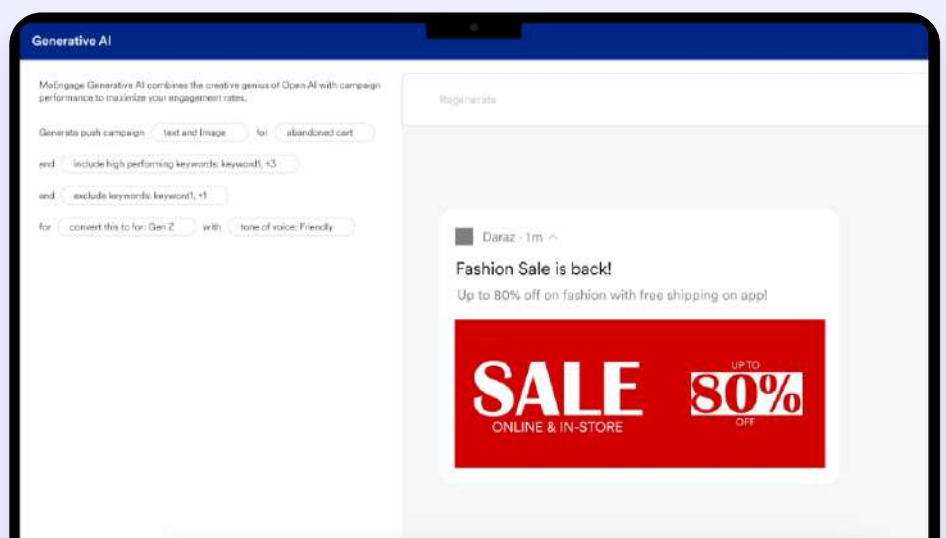 Generative AI
MoEngage Generative AI combines the creative genius of Open AI with campaign
performance to maximize your engagement rates.
Generate push campaign text and Image for abandoned cart
and include high performing keywords: keyword1, +3
and exclude keywords: keyword1, +1
for convert this to for: Gen Z with tone of voice: Friendly
Regenerate
Daraz · 1m
Fashion Sale is back!
Up to 80% off on fashion with free shipping on app!
SALE
ONLINE & IN-STORE
UP TO
80%
OFF